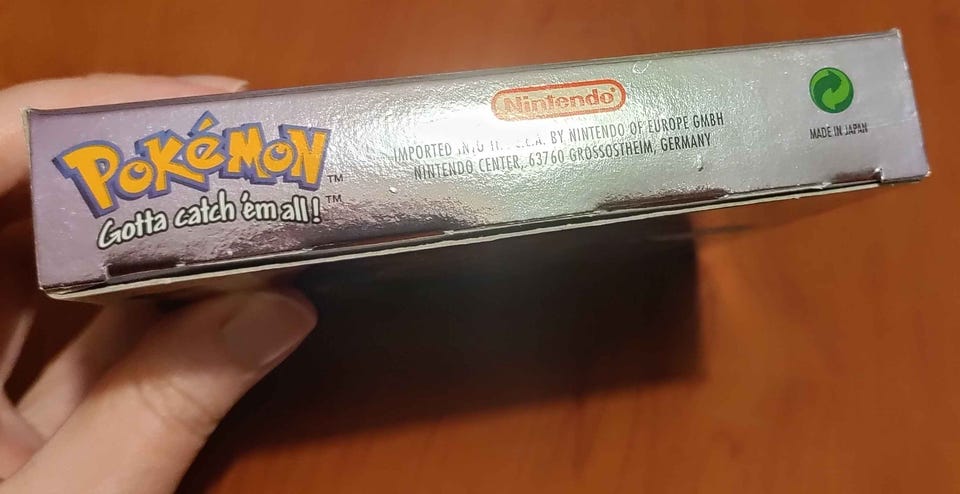 POKéMON™
Gotta catch 'em all!™
Nintendo®
IMPORTED INTO E.E.A. BY NINTENDO OF EUROPE GMBH
NINTENDO CENTER, 63760 GROSSOSTHEIM, GERMANY
MADE IN JAPAN